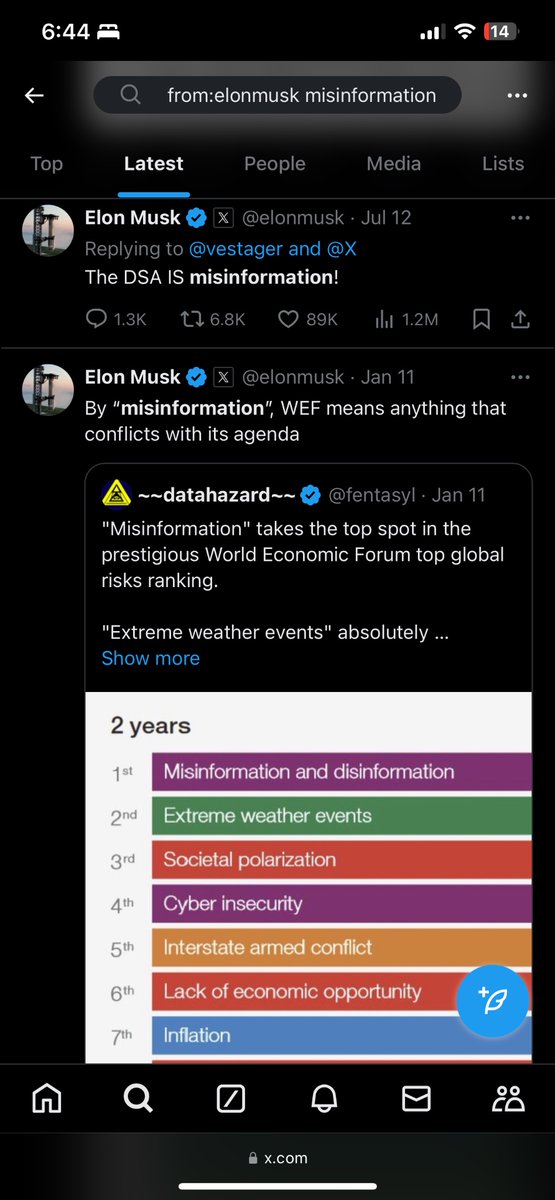 6:44
14
from:elonmusk misinformation
Top Latest People Media Lists
Elon Musk @elonmusk · Jul 12
Replying to @vestager and @X
The DSA IS misinformation!
1.3K 6.8K 89K 1.2M
Elon Musk @elonmusk · Jan 11
By “misinformation”, WEF means anything that
conflicts with its agenda
~~datahazard~~ @fentasyl · Jan 11
"Misinformation" takes the top spot in the
prestigious World Economic Forum top global
risks ranking.
"Extreme weather events" absolutely ...
Show more
2 years
1st Misinformation and disinformation
2nd Extreme weather events
3rd Societal polarization
4th Cyber insecurity
5th Interstate armed conflict
6th Lack of economic opportunity
7th Inflation
x.com